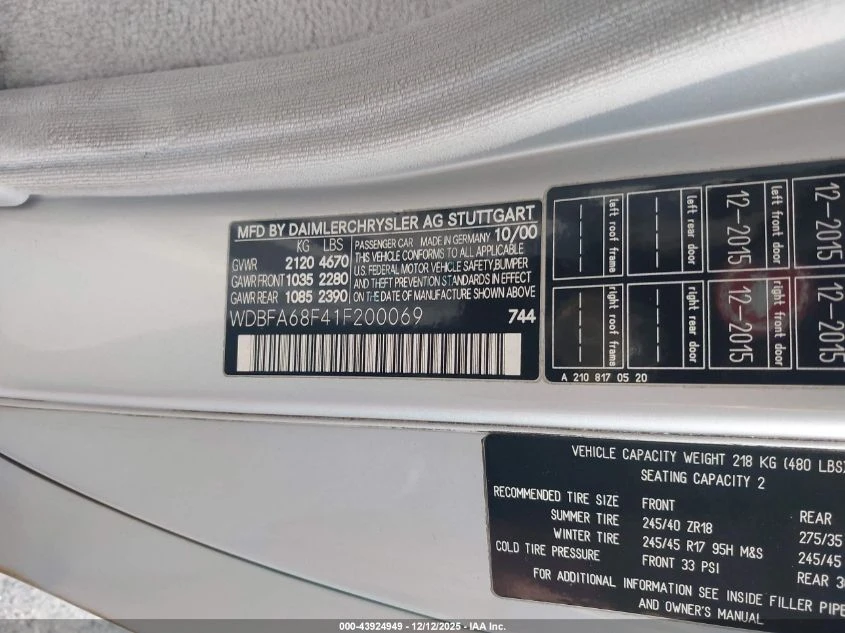 MFD BY DAIMLERCHRYSLER AG STUTTGART
KG LBS
GVWR 2120 4670
GAWR FRONT 1035 2280
GAWR REAR 1085 2390
PASSENGER CAR MADE IN GERMANY 10/00
THIS VEHICLE CONFORMS TO ALL APPLICABLE
U.S. FEDERAL MOTOR VEHICLE SAFETY,BUMPER
AND THEFT PREVENTION STANDARDS IN EFFECT
ON THE DATE OF MANUFACTURE SHOWN ABOVE
WDBFA68F41F200069 744
left roof frame
left rear door
12-2015
left front door
12-2015
right roof frame
right rear door
12-2015
right front door
12-2015
A 210 817 05 20
VEHICLE CAPACITY WEIGHT 218 KG (480 LBS)
SEATING CAPACITY 2
RECOMMENDED TIRE SIZE FRONT REAR
SUMMER TIRE 245/40 ZR18 275/35
WINTER TIRE 245/45 R17 95H M&S 245/45
COLD TIRE PRESSURE FRONT 33 PSI REAR
FOR ADDITIONAL INFORMATION SEE INSIDE FILLER PIPE
AND OWNER'S MANUAL
000-43924949 - 12/12/2025 - IAA Inc.